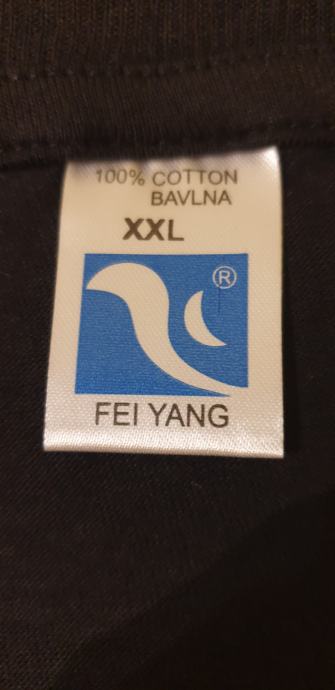 100% COTTON
BAVLNA
XXL
®
FEI YANG